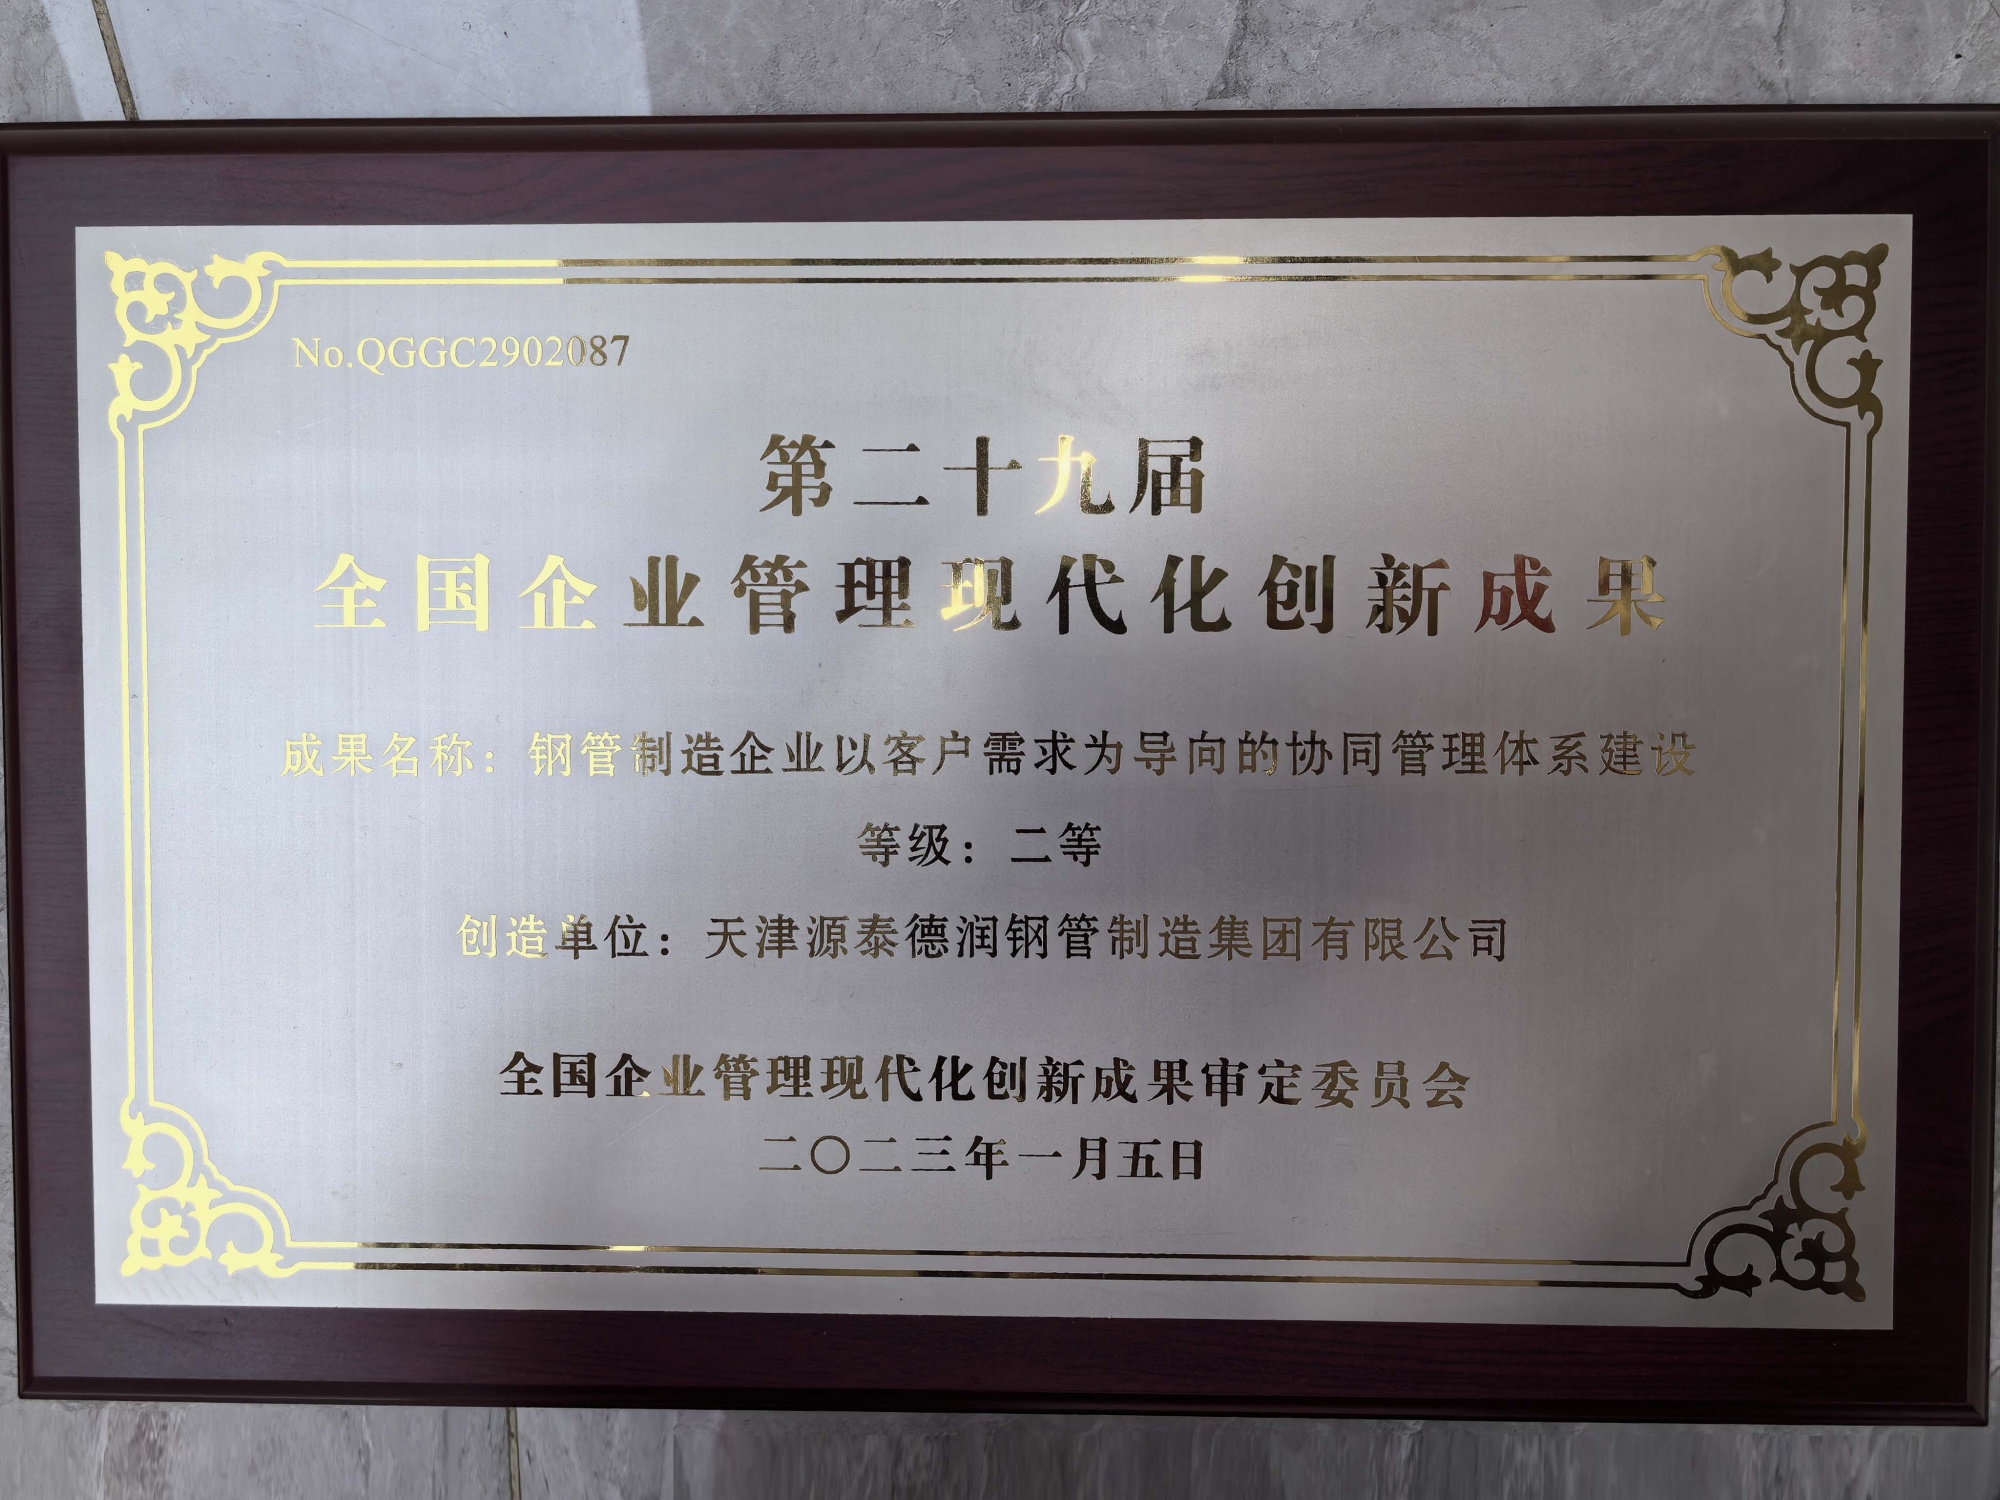 No.QGGC2902087
第二十九届
全国企业管理现代化创新成果
成果名称：钢管制造企业以客户需求为导向的协同管理体系建设
等级：二等
创造单位：天津源泰德润钢管制造集团有限公司
全国企业管理现代化创新成果审定委员会
二〇二三年一月五日